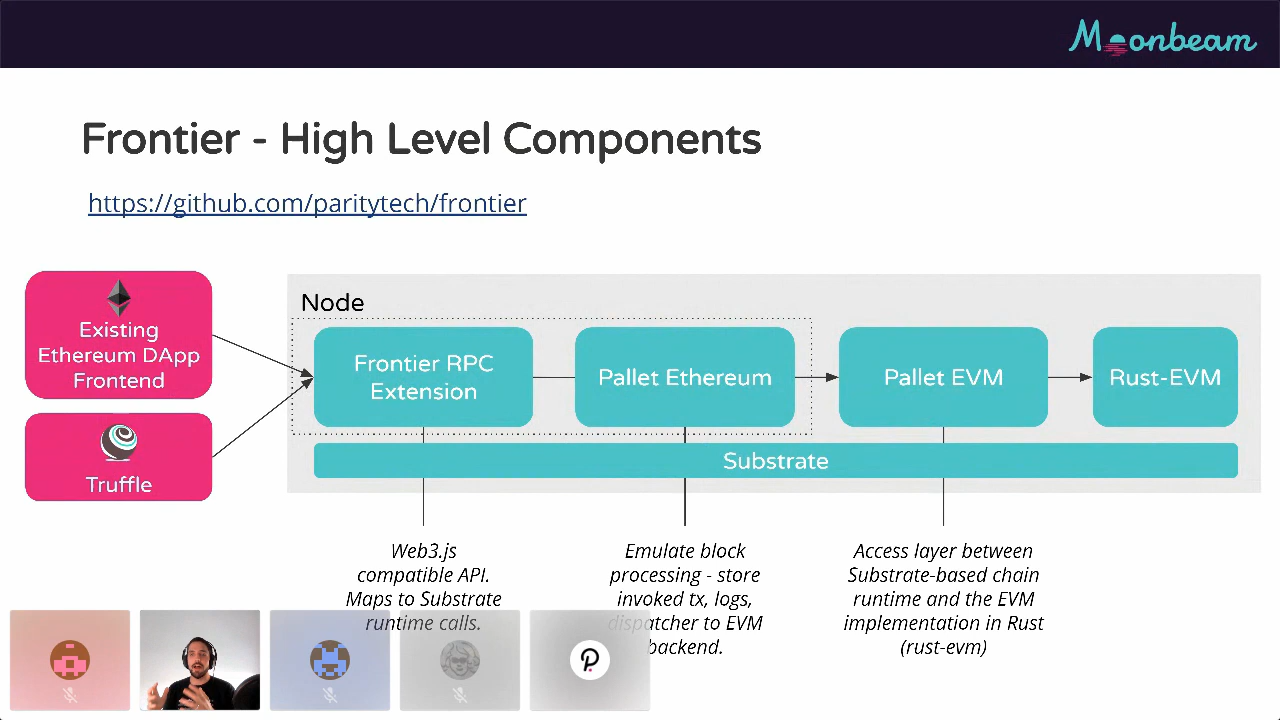 Moonbeam
Frontier - High Level Components
https://github.com/paritytech/frontier
Existing
Ethereum DApp
Frontend
Truffle
Node
Frontier RPC
Extension
Pallet Ethereum
Pallet EVM
Rust-EVM
Substrate
Web3.js
compatible API.
Maps to Substrate
runtime calls.
Emulate block
processing - store
invoked tx, logs,
dispatcher to EVM
backend.
Access layer between
Substrate-based chain
runtime and the EVM
implementation in Rust
(rust-evm)